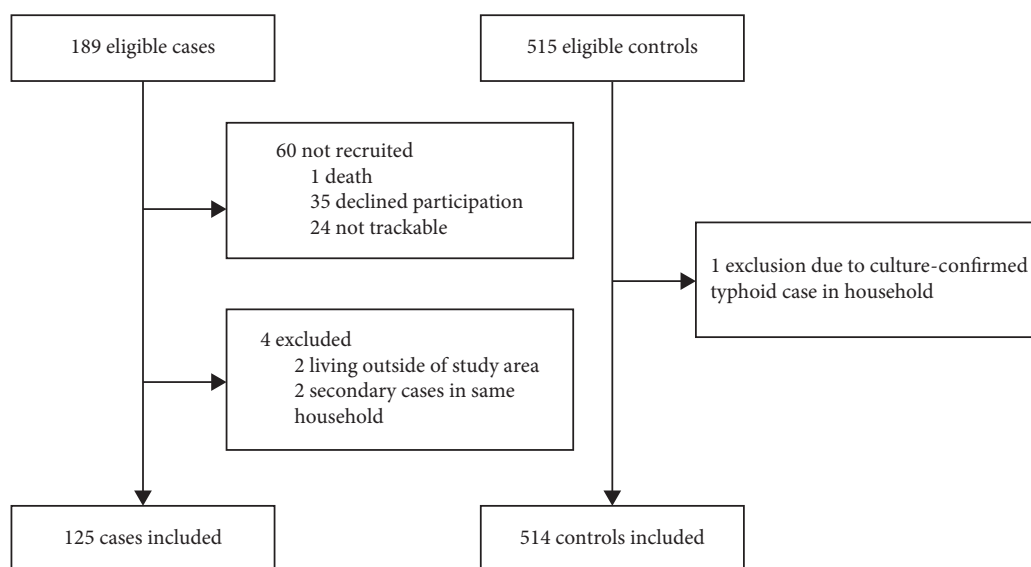 189 eligible cases
515 eligible controls
60 not recruited
1 death
35 declined participation
24 not trackable
1 exclusion due to culture-confirmed
typhoid case in household
4 excluded
2 living outside of study area
2 secondary cases in same
household
125 cases included
514 controls included